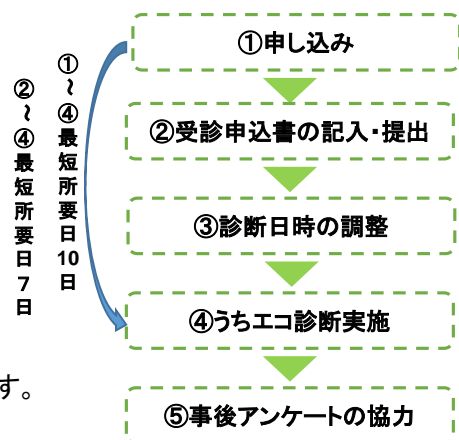 ①申し込み
②受診申込書の記入・提出
③診断日時の調整
④うちエコ診断実施
⑤事後アンケートの協力
①~④最短所要日10日
②~④最短所要日7日
す。